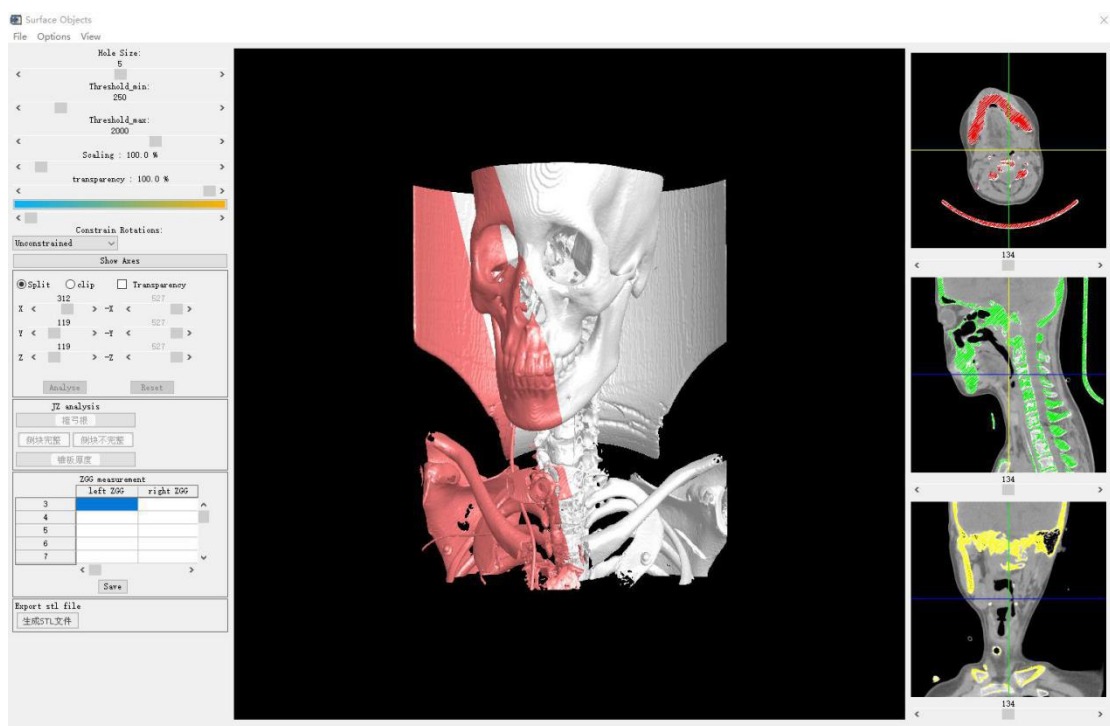 Surface Objects
File Options View
Hole Size:
5
Threshold_min:
250
Threshold_max:
2000
Scaling : 100.0 %
transparency : 100.0 %
Constrain Rotations:
Unconstrained
Show Axes
Split clip Transparency
312 527
X -X
119 527
Y -Y
119 527
Z -Z
Analyse Reset
JZ analysis
椎弓根
侧块完整 侧块不完整
椎板厚度
ZGG measurement
left ZGG right ZGG
3
4
5
6
7
Save
Export stl file
生成STL文件
134
134
134